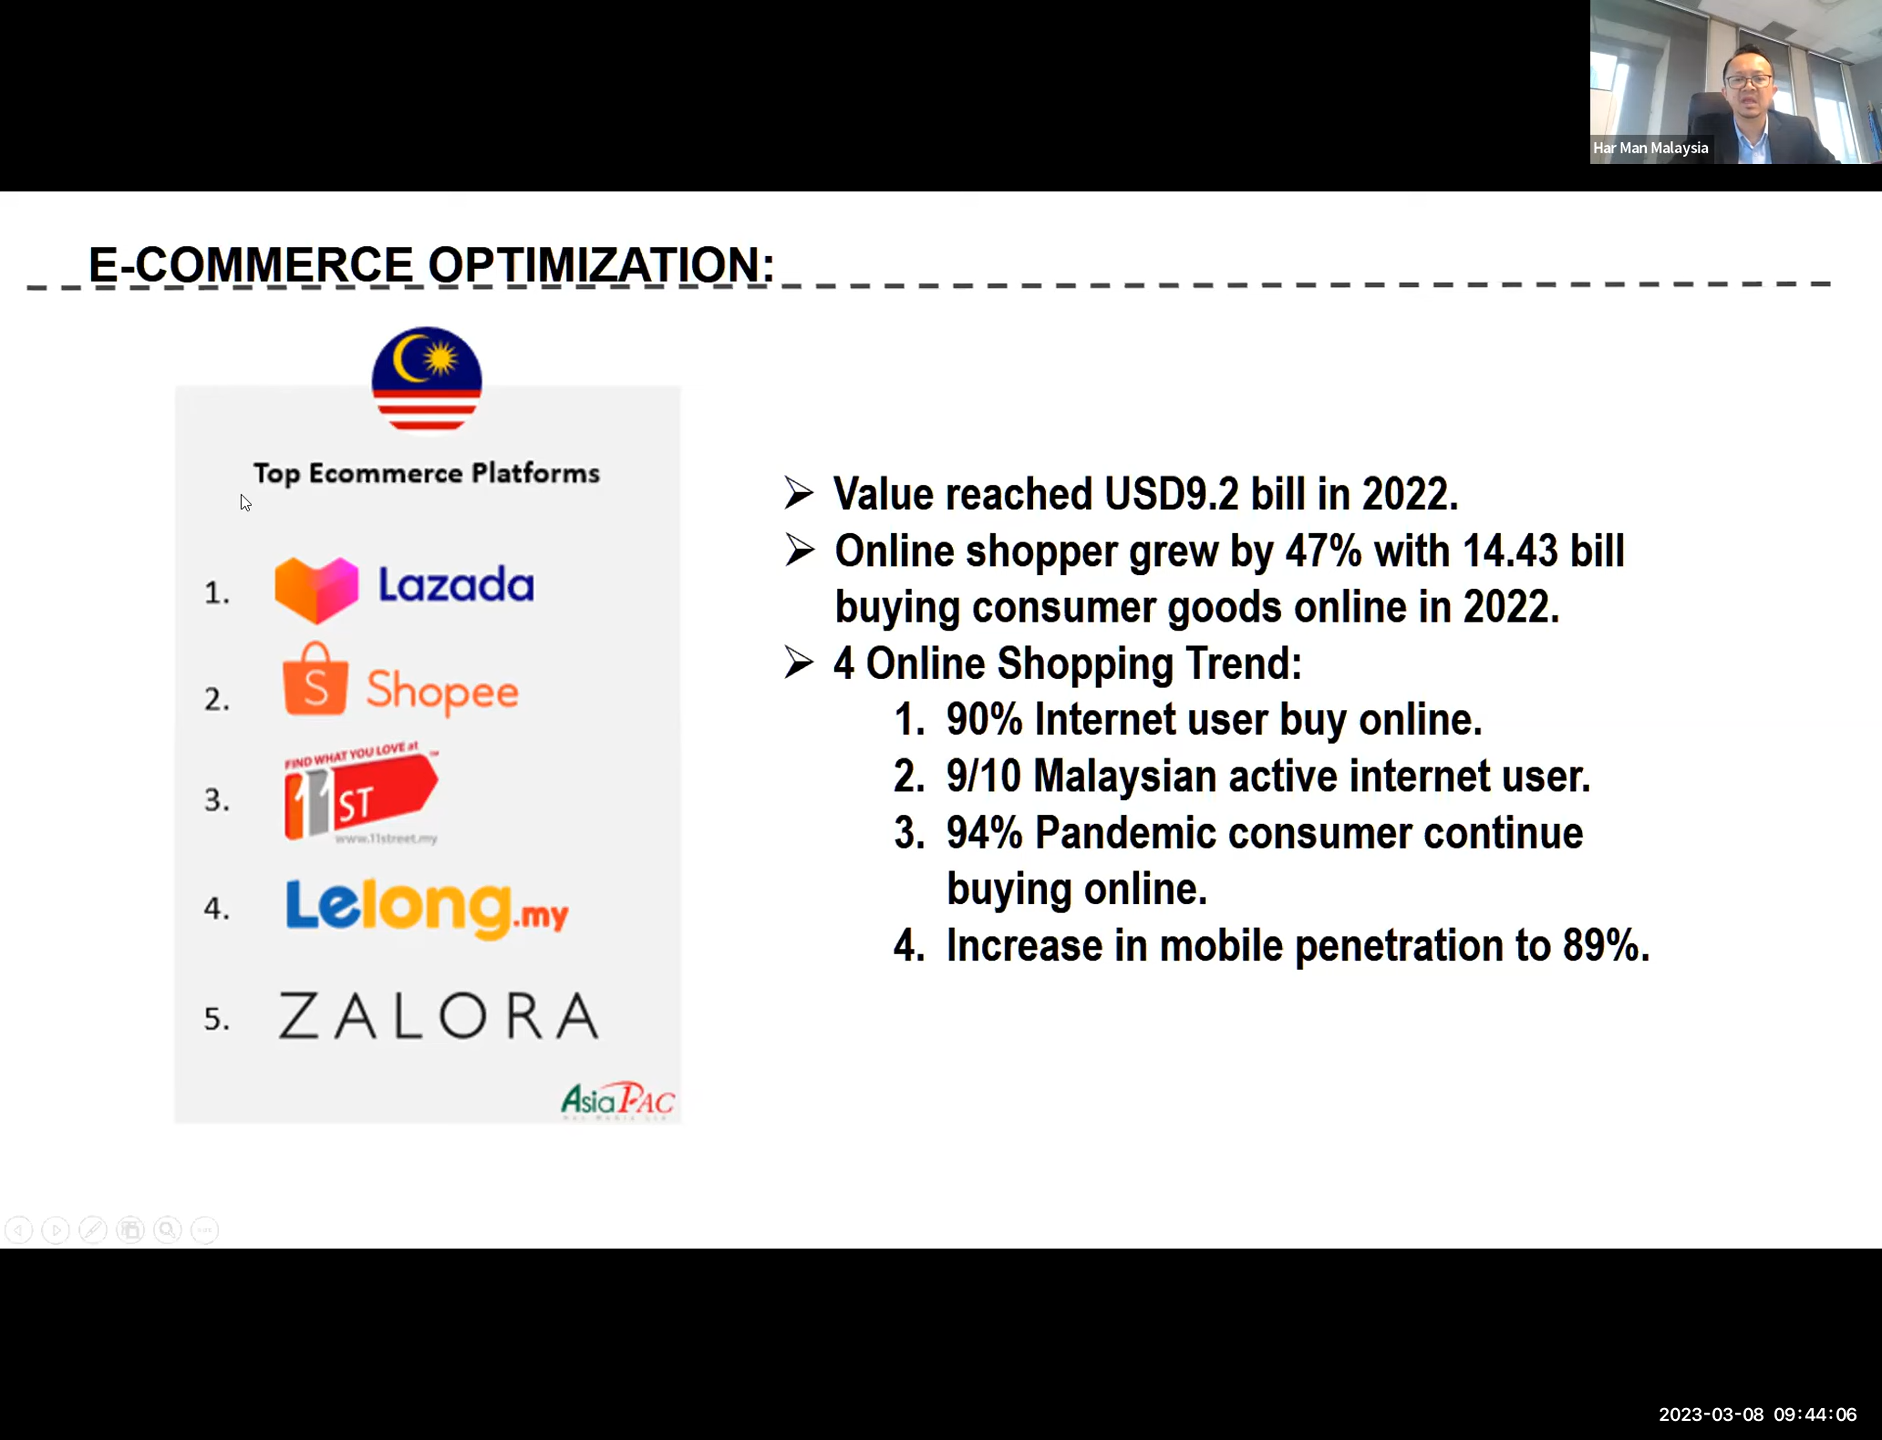 Har Man Malaysia
E-COMMERCE OPTIMIZATION:
Top Ecommerce Platforms
1. Lazada
2. S Shopee
3. FIND WHAT YOU LOVE at ™
11ST
www.11street.my
4. Lelong.my
5. ZALORA
AsiaPAC
➢ Value reached USD9.2 bill in 2022.
➢ Online shopper grew by 47% with 14.43 bill
buying consumer goods online in 2022.
➢ 4 Online Shopping Trend:
1. 90% Internet user buy online.
2. 9/10 Malaysian active internet user.
3. 94% Pandemic consumer continue
buying online.
4. Increase in mobile penetration to 89%.
2023-03-08 09:44:06